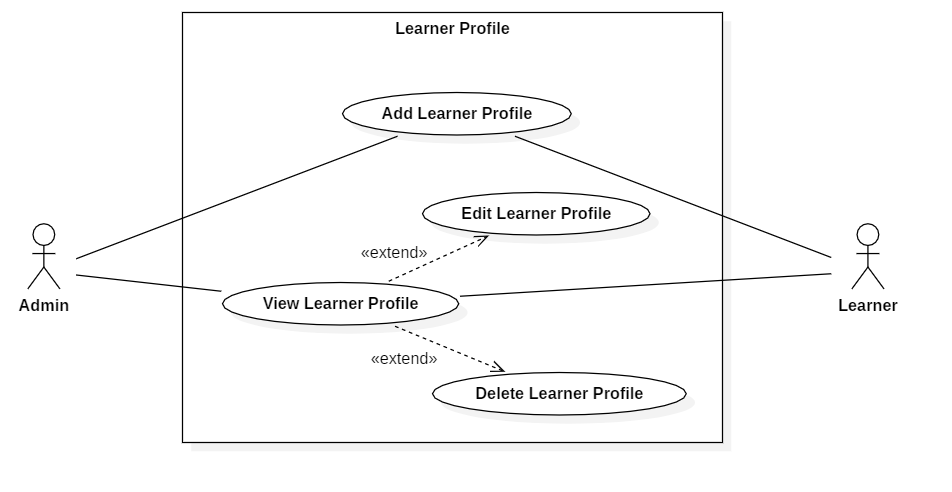 Learner Profile
Add Learner Profile
Edit Learner Profile
«extend»
View Learner Profile
Admin
Learner
«extend»
Delete Learner Profile